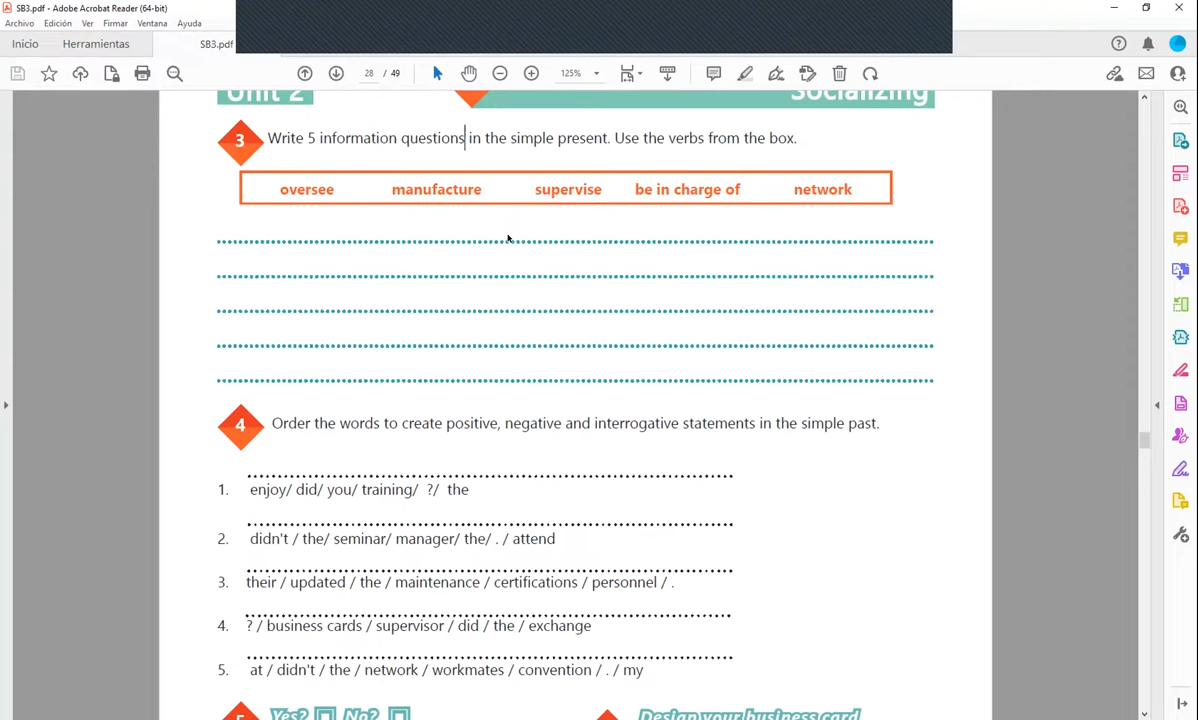 SB3.pdf - Adobe Acrobat Reader (64-bit)
Archivo Edición Ver Firmar Ventana Ayuda
Inicio Herramientas SB3.pdf
28 / 49 125%
Unit 2 Socializing
3 Write 5 information questions in the simple present. Use the verbs from the box.
oversee manufacture supervise be in charge of network
4 Order the words to create positive, negative and interrogative statements in the simple past.
1. enjoy/ did/ you/ training/ ?/ the
2. didn't / the/ seminar/ manager/ the/ . / attend
3. their / updated / the / maintenance / certifications / personnel / .
4. ? / business cards / supervisor / did / the / exchange
5. at / didn't / the / network / workmates / convention / . / my
5 Yes? No? Design your business card